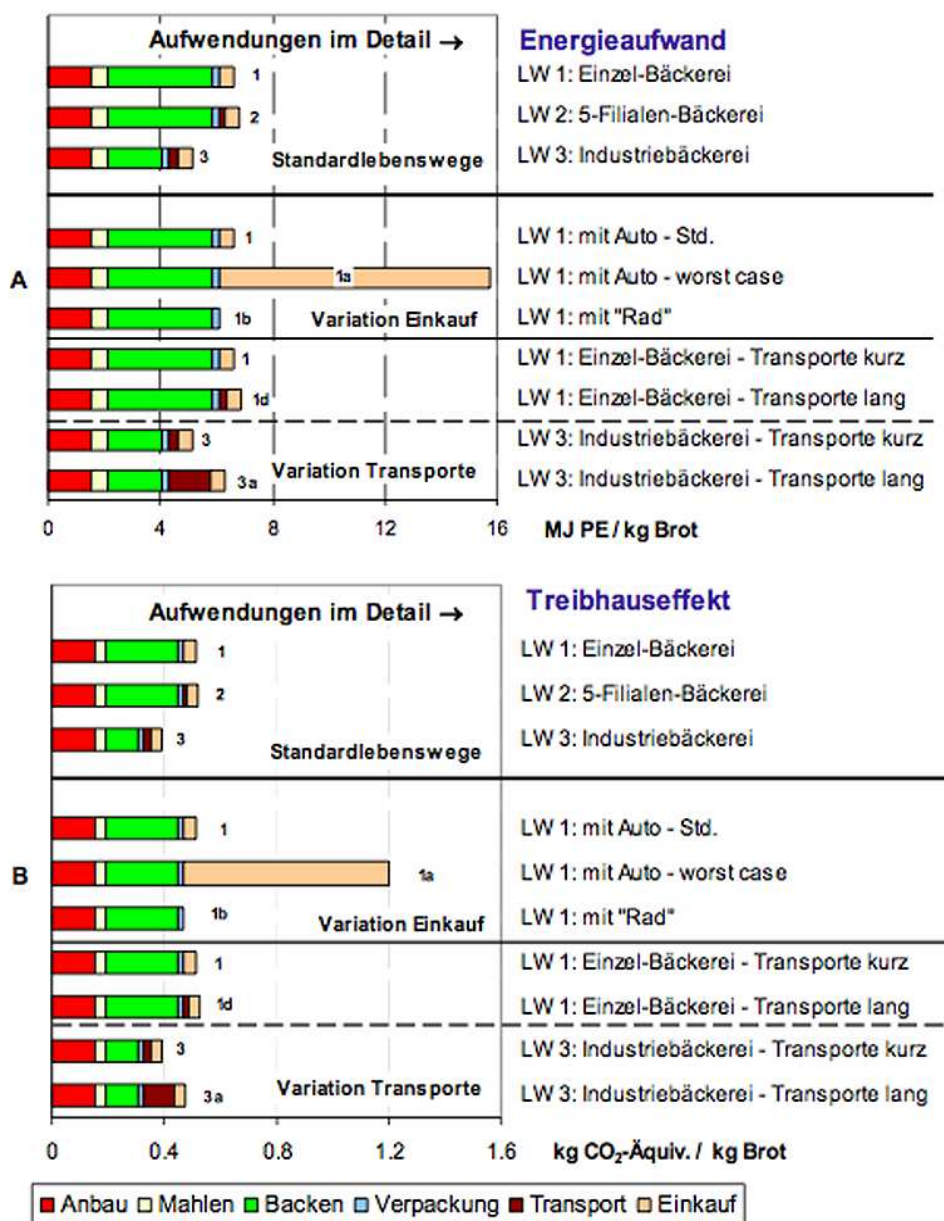 Aufwendungen im Detail → Energieaufwand
1 LW 1: Einzel-Bäckerei
2 LW 2: 5-Filialen-Bäckerei
3 LW 3: Industriebäckerei
Standardlebenswege
1 LW 1: mit Auto - Std.
A 1a LW 1: mit Auto - worst case
1b LW 1: mit "Rad"
Variation Einkauf
1 LW 1: Einzel-Bäckerei - Transporte kurz
1d LW 1: Einzel-Bäckerei - Transporte lang
3 LW 3: Industriebäckerei - Transporte kurz
Variation Transporte
3a LW 3: Industriebäckerei - Transporte lang
0 4 8 12 16 MJ PE / kg Brot
Aufwendungen im Detail → Treibhauseffekt
1 LW 1: Einzel-Bäckerei
2 LW 2: 5-Filialen-Bäckerei
3 LW 3: Industriebäckerei
Standardlebenswege
1 LW 1: mit Auto - Std.
B 1a LW 1: mit Auto - worst case
1b LW 1: mit "Rad"
Variation Einkauf
1 LW 1: Einzel-Bäckerei - Transporte kurz
1d LW 1: Einzel-Bäckerei - Transporte lang
3 LW 3: Industriebäckerei - Transporte kurz
Variation Transporte
3a LW 3: Industriebäckerei - Transporte lang
0 0.4 0.8 1.2 1.6 kg CO₂-Äquiv. / kg Brot
Anbau Mahlen Backen Verpackung Transport Einkauf